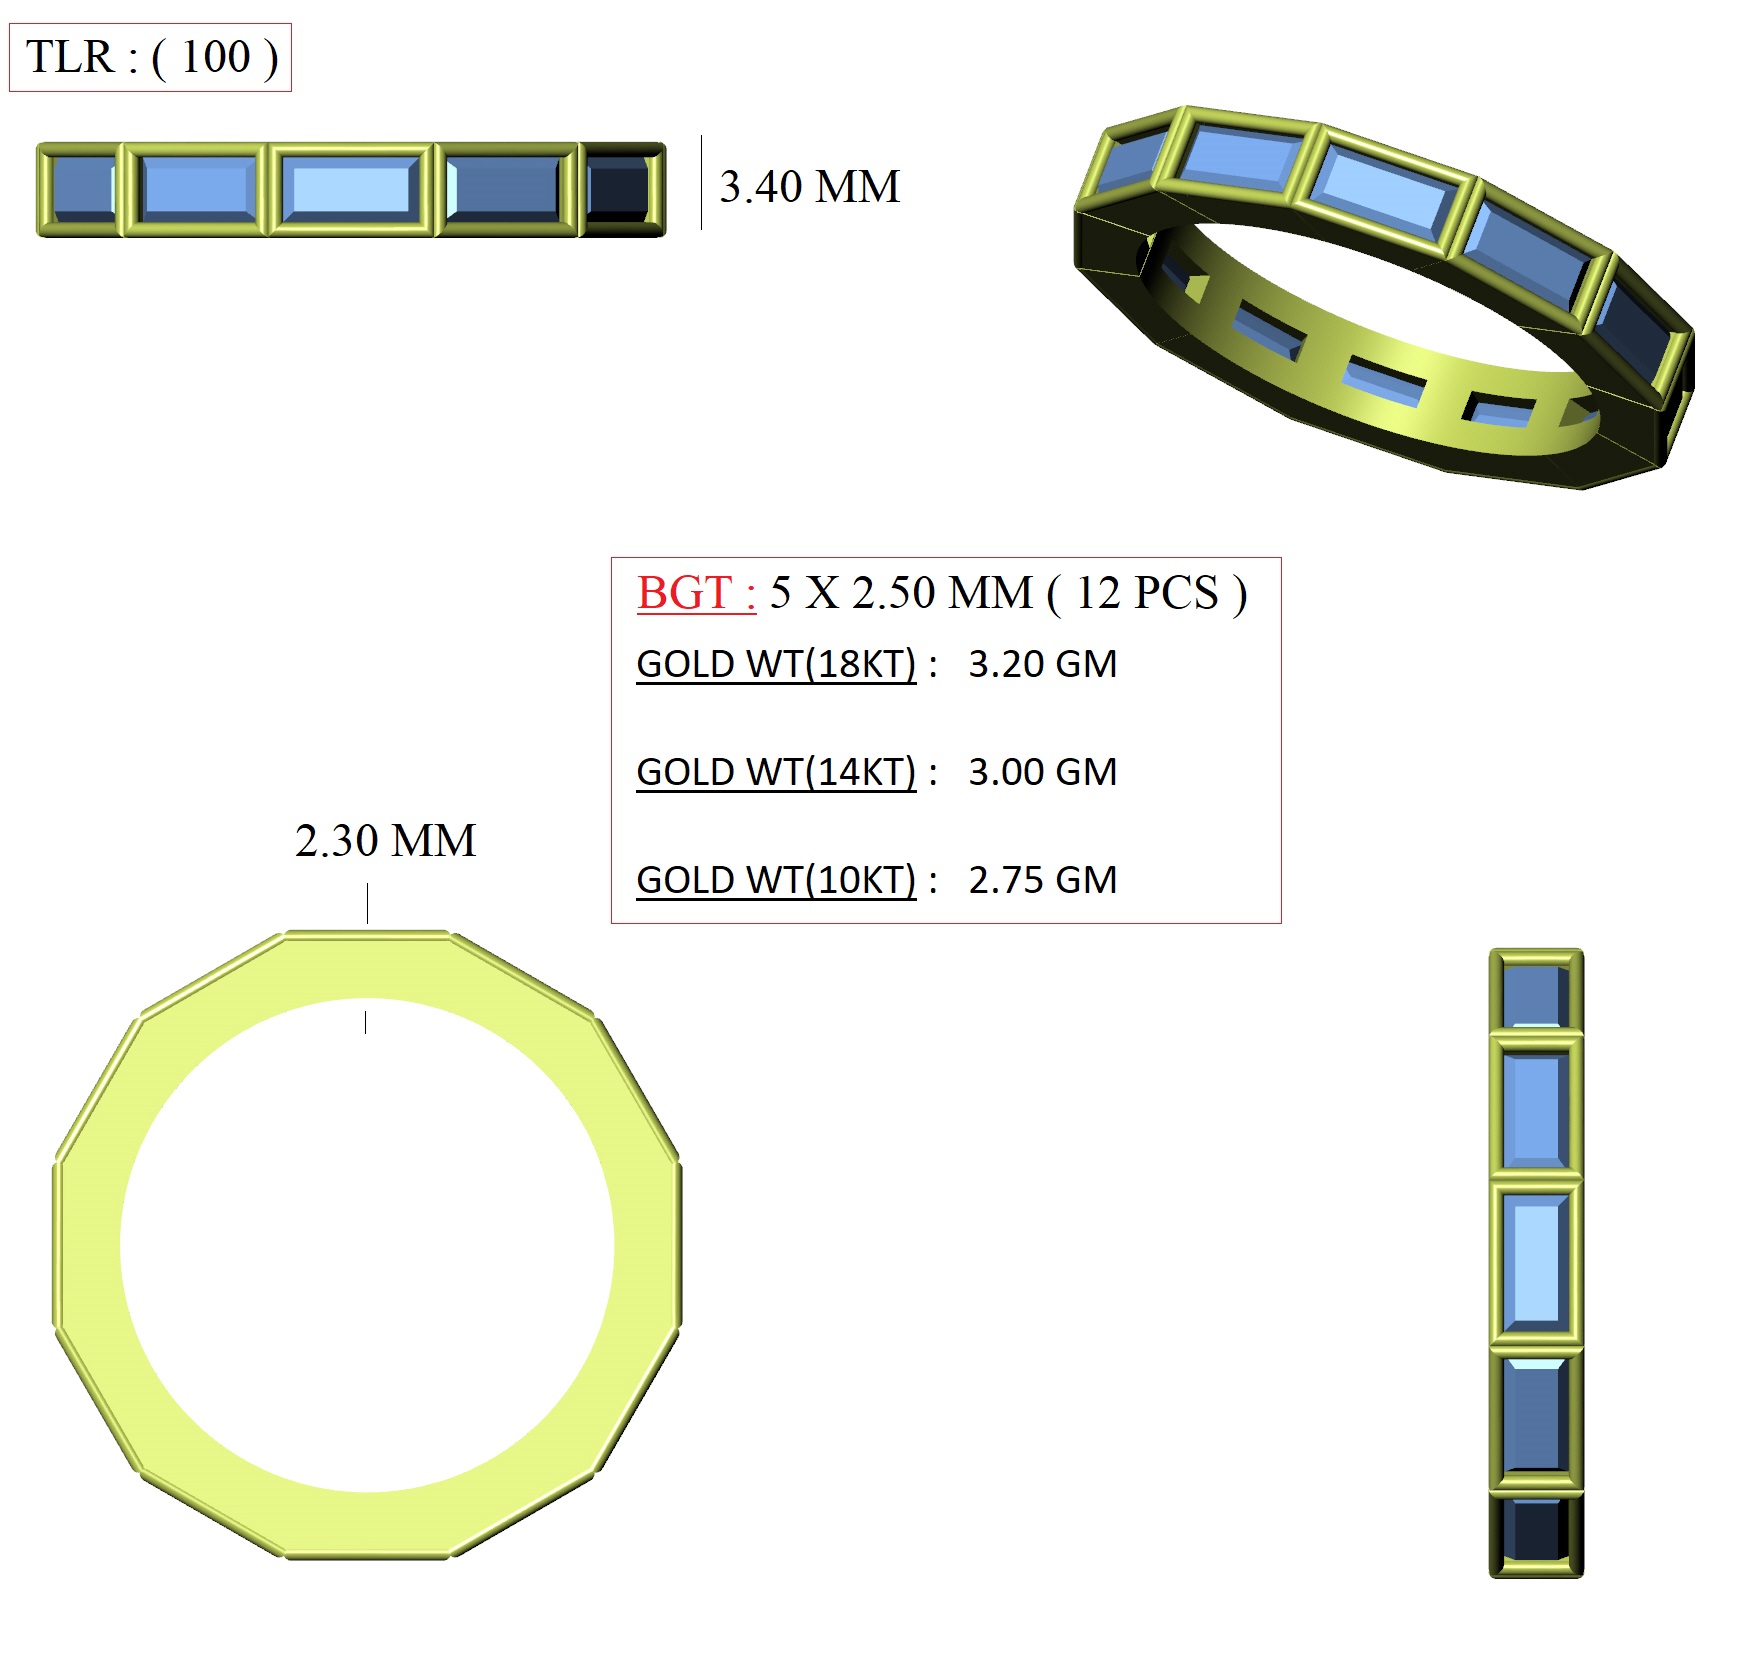 TLR : ( 100 )
3.40 MM
BGT : 5 X 2.50 MM ( 12 PCS )
GOLD WT(18KT) : 3.20 GM
GOLD WT(14KT) : 3.00 GM
GOLD WT(10KT) : 2.75 GM
2.30 MM